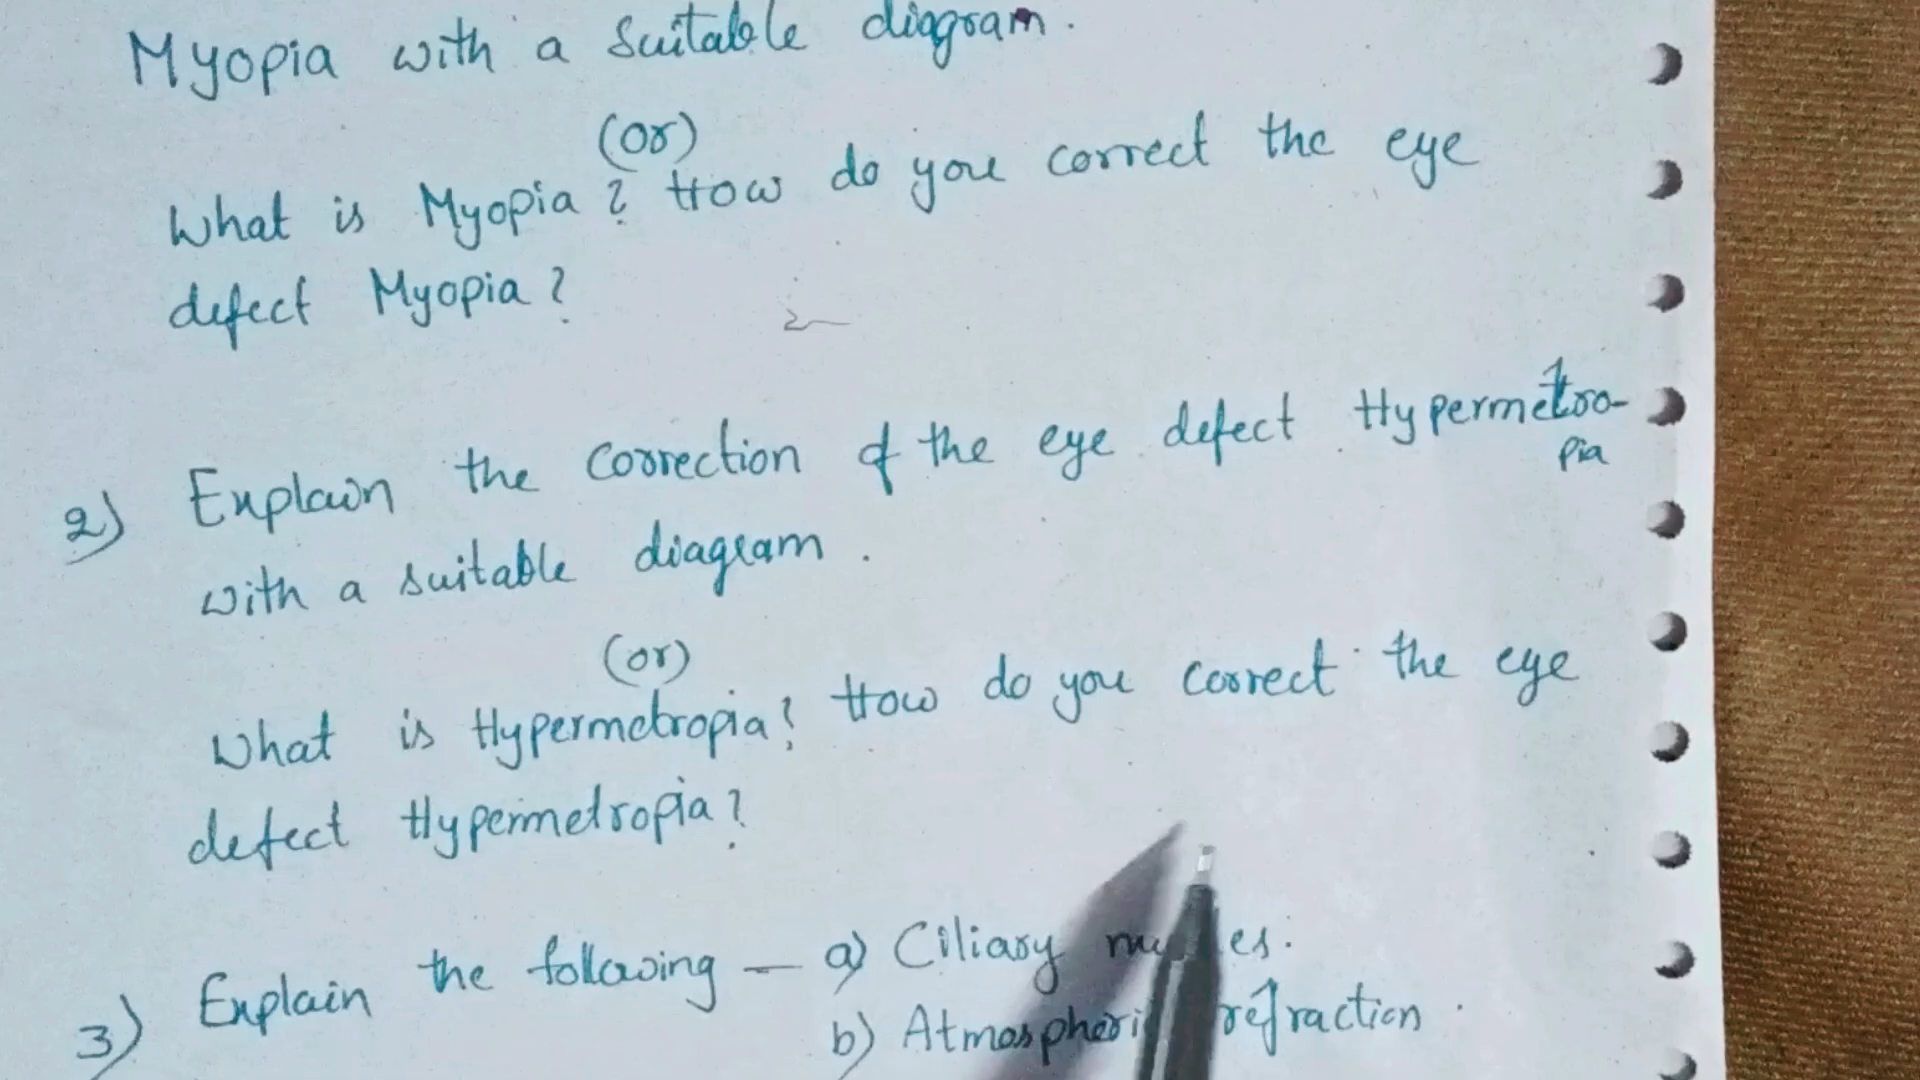 Myopia with a suitable diagram.
(or)
What is Myopia? How do you correct the eye
defect Myopia?
2) Explain the correction of the eye defect Hypermetro-
pia
with a suitable diagram.
(or)
What is Hypermetropia? How do you correct the eye
defect Hypermetropia?
3) Explain the following — a) Ciliary
b) Atmospheric refraction.